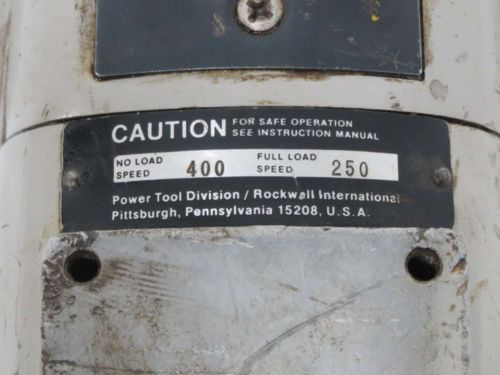 CAUTION FOR SAFE OPERATION
SEE INSTRUCTION MANUAL
NO LOAD SPEED 400 FULL LOAD SPEED 250
Power Tool Division / Rockwell International
Pittsburgh, Pennsylvania 15208, U.S.A.